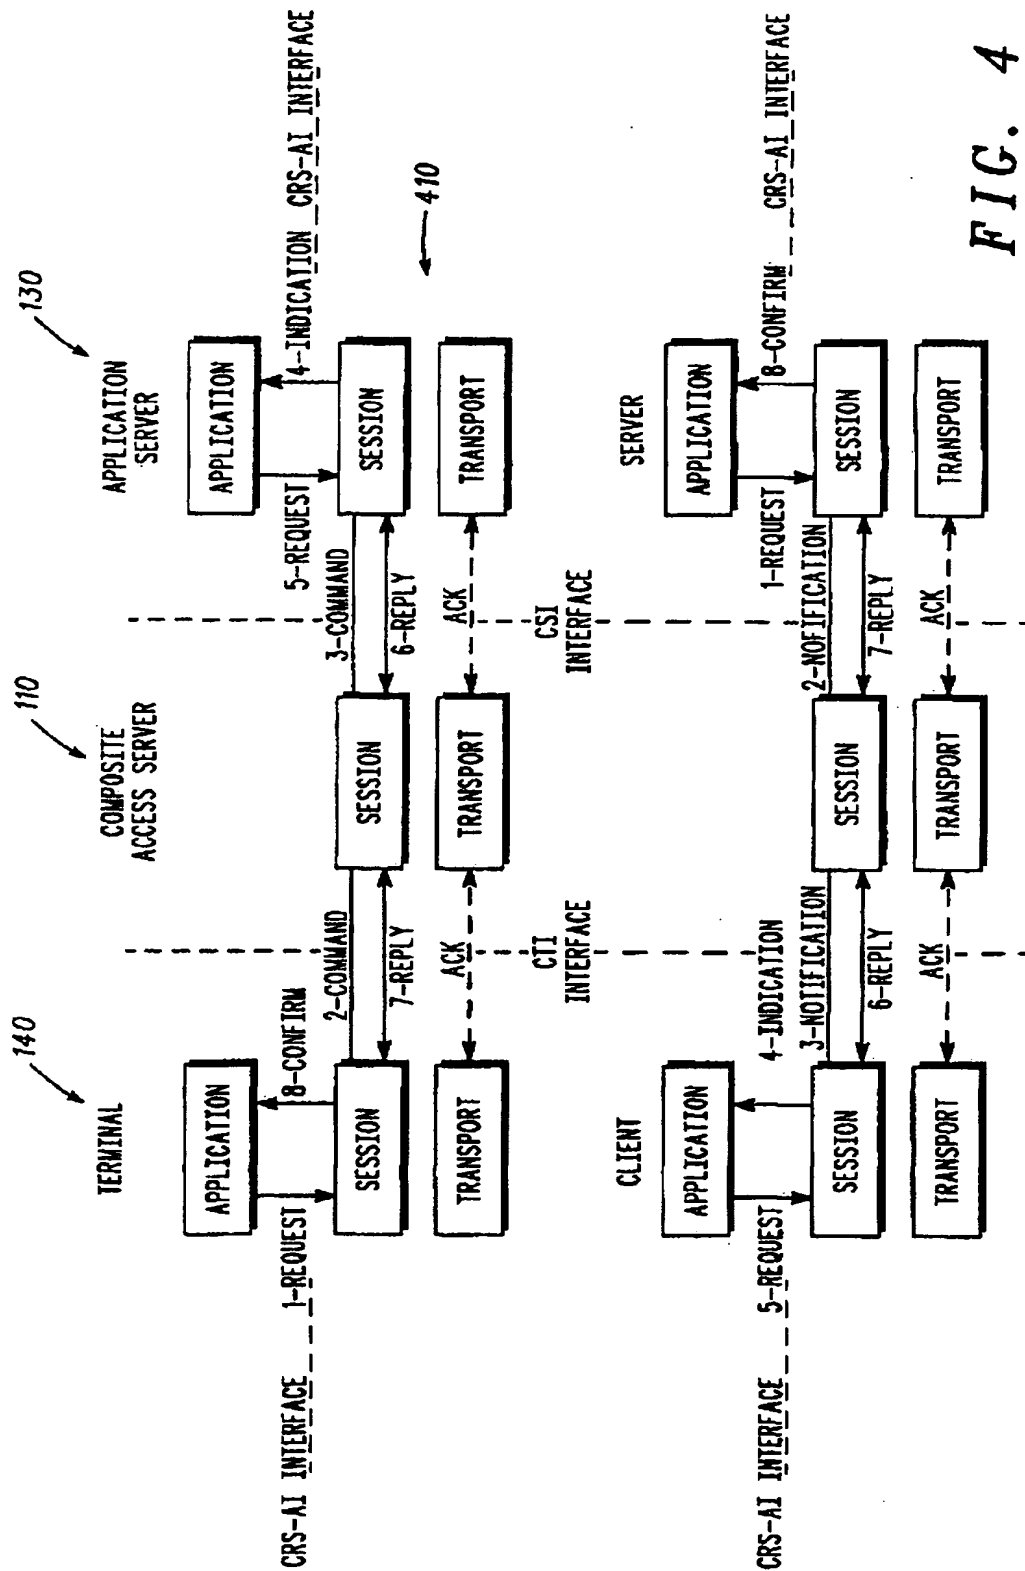 140
TERMINAL
110
COMPOSITE
ACCESS SERVER
130
APPLICATION
SERVER
APPLICATION
APPLICATION
CRS-AI INTERFACE
1-REQUEST
8-CONFIRM
5-REQUEST
4-INDICATION
CRS-AI INTERFACE
2-COMMAND
3-COMMAND
SESSION
SESSION
SESSION
7-REPLY
6-REPLY
410
ACK
ACK
TRANSPORT
TRANSPORT
TRANSPORT
CTI
INTERFACE
CSI
INTERFACE
CLIENT
SERVER
APPLICATION
APPLICATION
CRS-AI INTERFACE
5-REQUEST
4-INDICATION
1-REQUEST
8-CONFIRM
CRS-AI INTERFACE
3-NOTIFICATION
2-NOFIFICATION
SESSION
SESSION
SESSION
6-REPLY
7-REPLY
ACK
ACK
TRANSPORT
TRANSPORT
TRANSPORT
FIG. 4